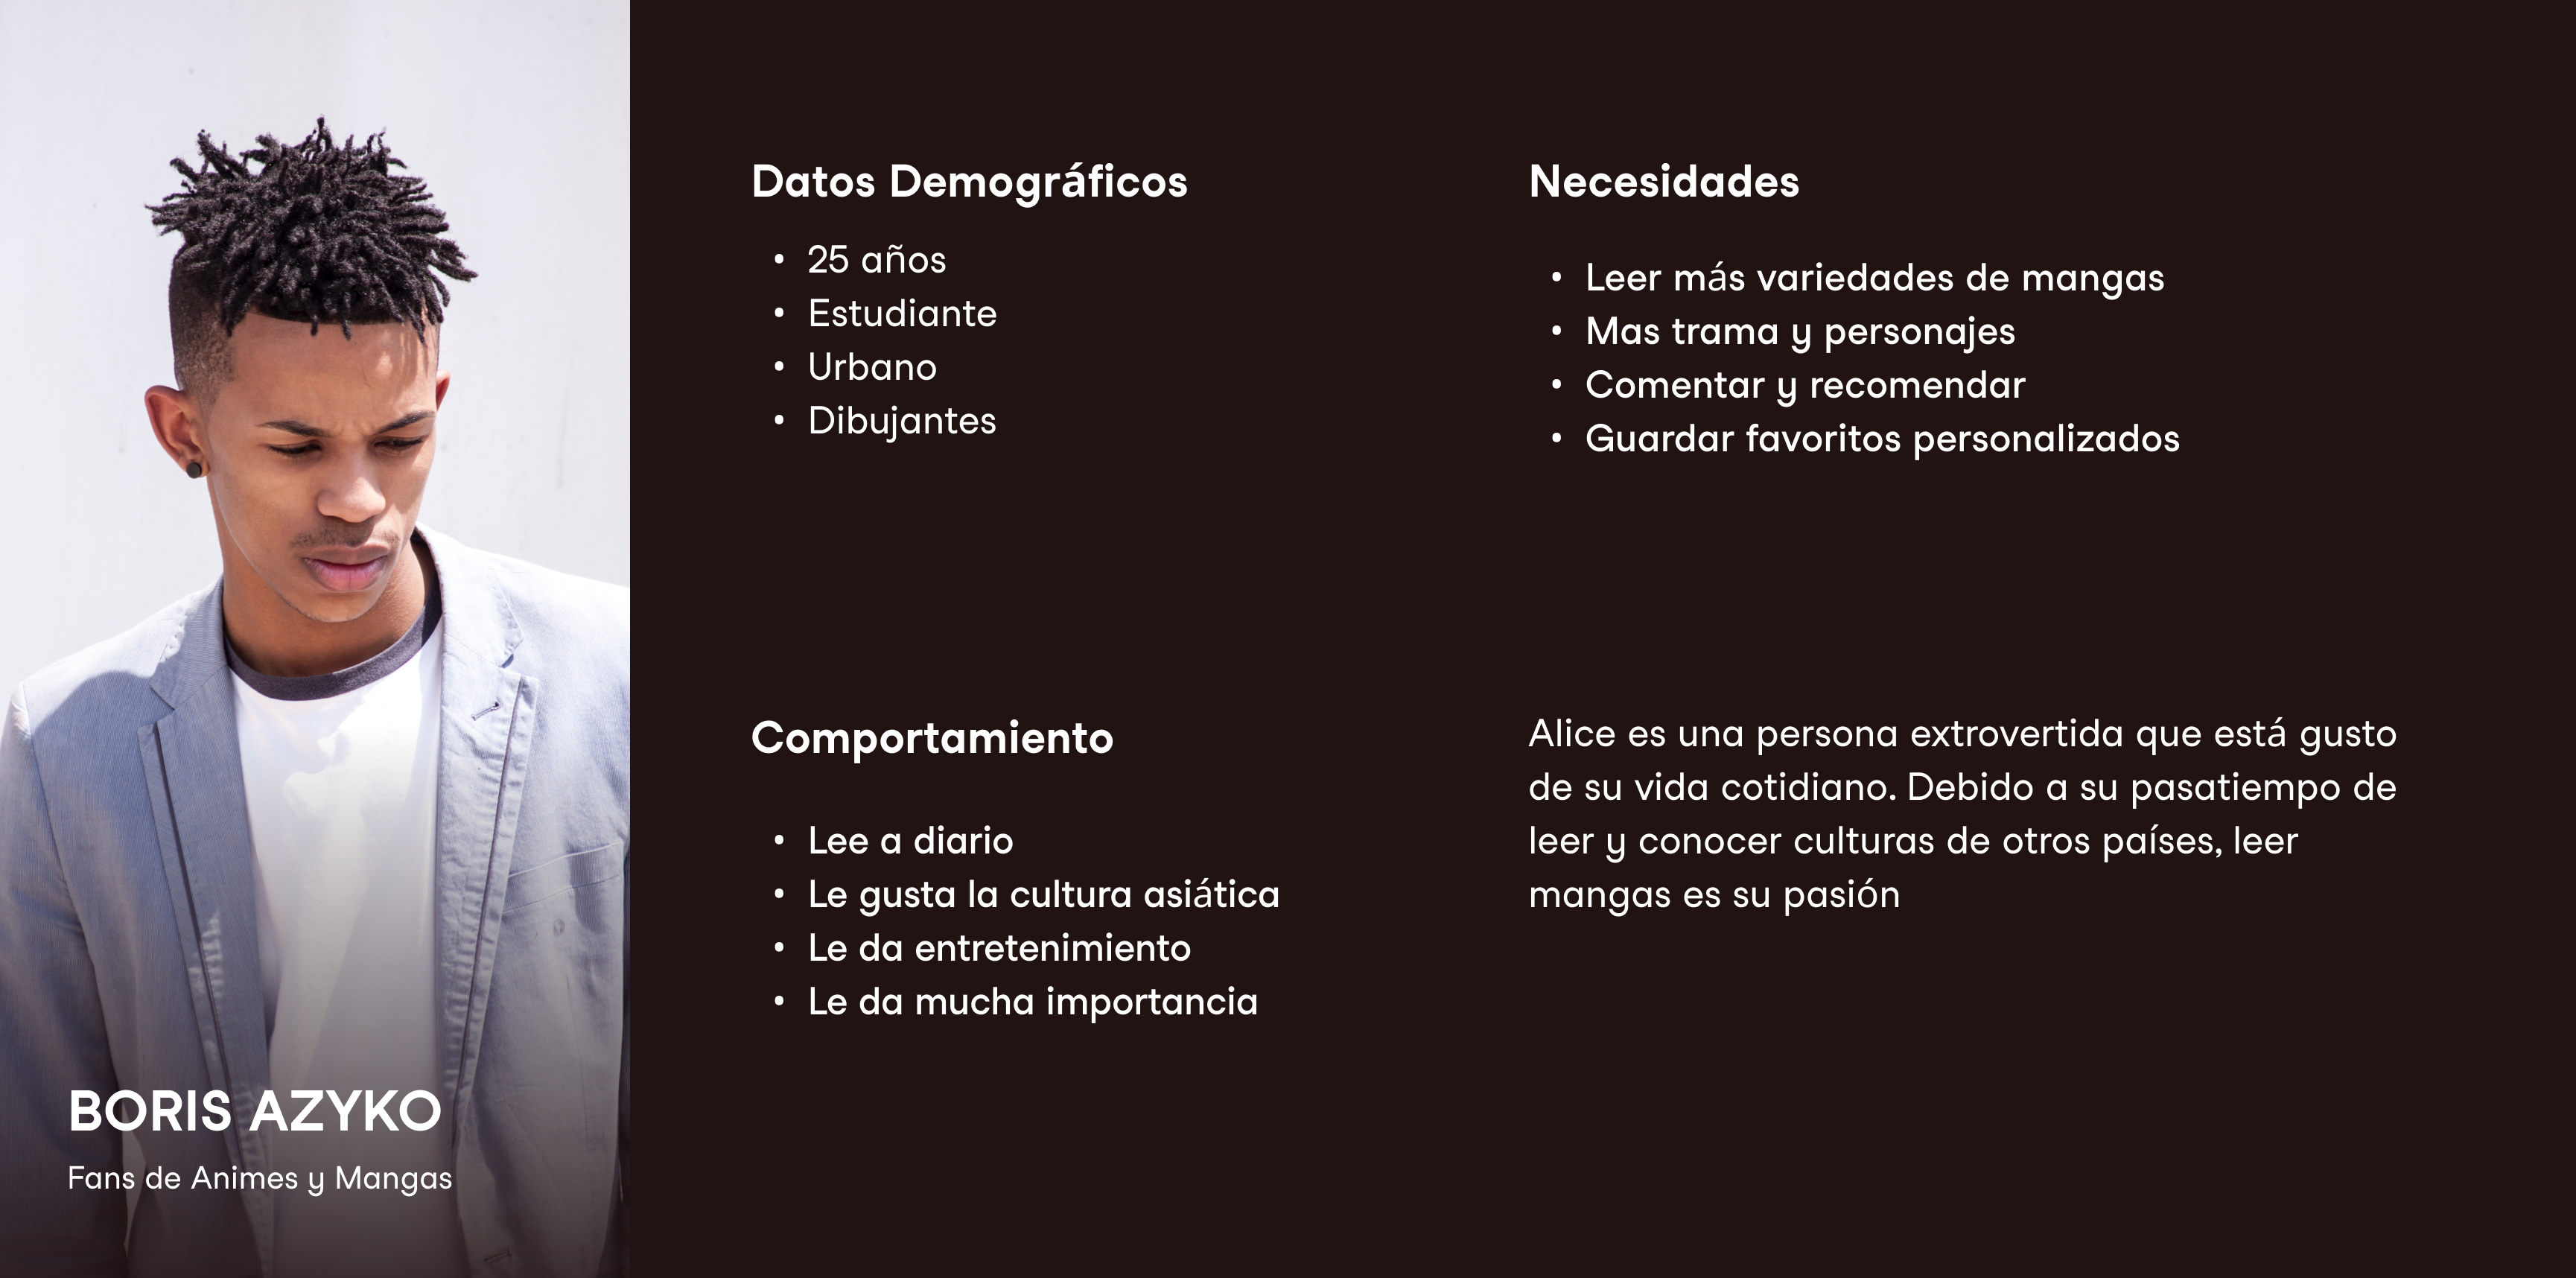 Datos Demográficos
• 25 años
• Estudiante
• Urbano
• Dibujantes
Necesidades
• Leer más variedades de mangas
• Mas trama y personajes
• Comentar y recomendar
• Guardar favoritos personalizados
Comportamiento
• Lee a diario
• Le gusta la cultura asiática
• Le da entretenimiento
• Le da mucha importancia
Alice es una persona extrovertida que está gusto
de su vida cotidiano. Debido a su pasatiempo de
leer y conocer culturas de otros países, leer
mangas es su pasión
BORIS AZYKO
Fans de Animes y Mangas